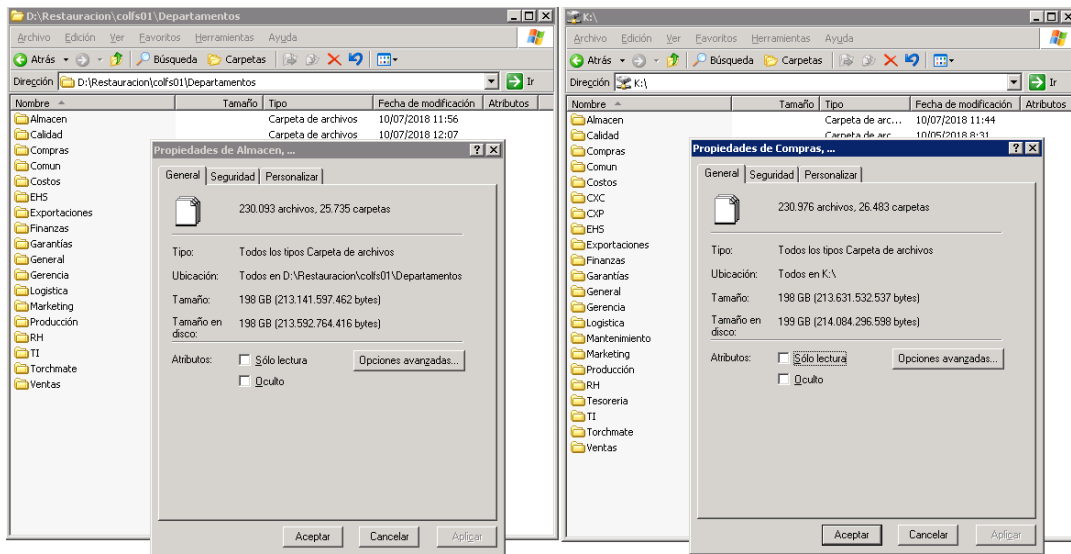 D:\Restauracion\colfs01\Departamentos
Archivo Edición Ver Favoritos Herramientas Ayuda
Atrás Búsqueda Carpetas
Dirección D:\Restauracion\colfs01\Departamentos Ir
Nombre Tamaño Tipo Fecha de modificación Atributos
Almacen Carpeta de archivos 10/07/2018 11:56
Calidad Carpeta de archivos 10/07/2018 12:07
Compras
Comun
Costos
EHS
Exportaciones
Finanzas
Garantías
General
Gerencia
Logistica
Marketing
Producción
RH
TI
Torchmate
Ventas
Propiedades de Almacen, ...
General Seguridad Personalizar
230.093 archivos, 25.735 carpetas
Tipo: Todos los tipos Carpeta de archivos
Ubicación: Todos en D:\Restauracion\colfs01\Departamentos
Tamaño: 198 GB (213.141.597.462 bytes)
Tamaño en disco: 198 GB (213.592.764.416 bytes)
Atributos: Sólo lectura Opciones avanzadas...
Oculto
Aceptar Cancelar Aplicar
K:\
Archivo Edición Ver Favoritos Herramientas Ayuda
Atrás Búsqueda Carpetas
Dirección K:\ Ir
Nombre Tamaño Tipo Fecha de modificación Atributos
Almacen Carpeta de arc... 10/07/2018 11:44
Calidad Carpeta de arc... 10/05/2018 8:31
Compras
Comun
Costos
CXC
CXP
EHS
Exportaciones
Finanzas
Garantías
General
Gerencia
Logistica
Mantenimiento
Marketing
Producción
RH
Tesoreria
TI
Torchmate
Ventas
Propiedades de Compras, ...
General Seguridad Personalizar
230.976 archivos, 26.483 carpetas
Tipo: Todos los tipos Carpeta de archivos
Ubicación: Todos en K:\
Tamaño: 198 GB (213.631.532.537 bytes)
Tamaño en disco: 199 GB (214.084.296.598 bytes)
Atributos: Sólo lectura Opciones avanzadas...
Oculto
Aceptar Cancelar Aplicar